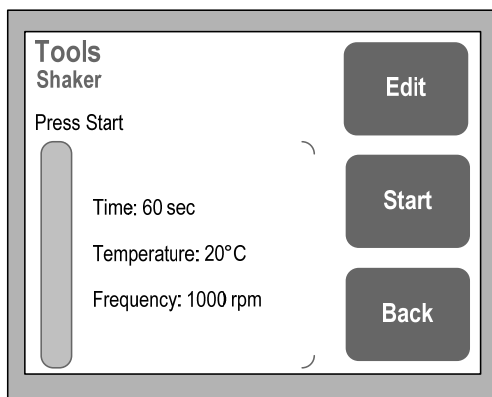 Tools
Shaker
Press Start
Time: 60 sec
Temperature: 20°C
Frequency: 1000 rpm
Edit
Start
Back